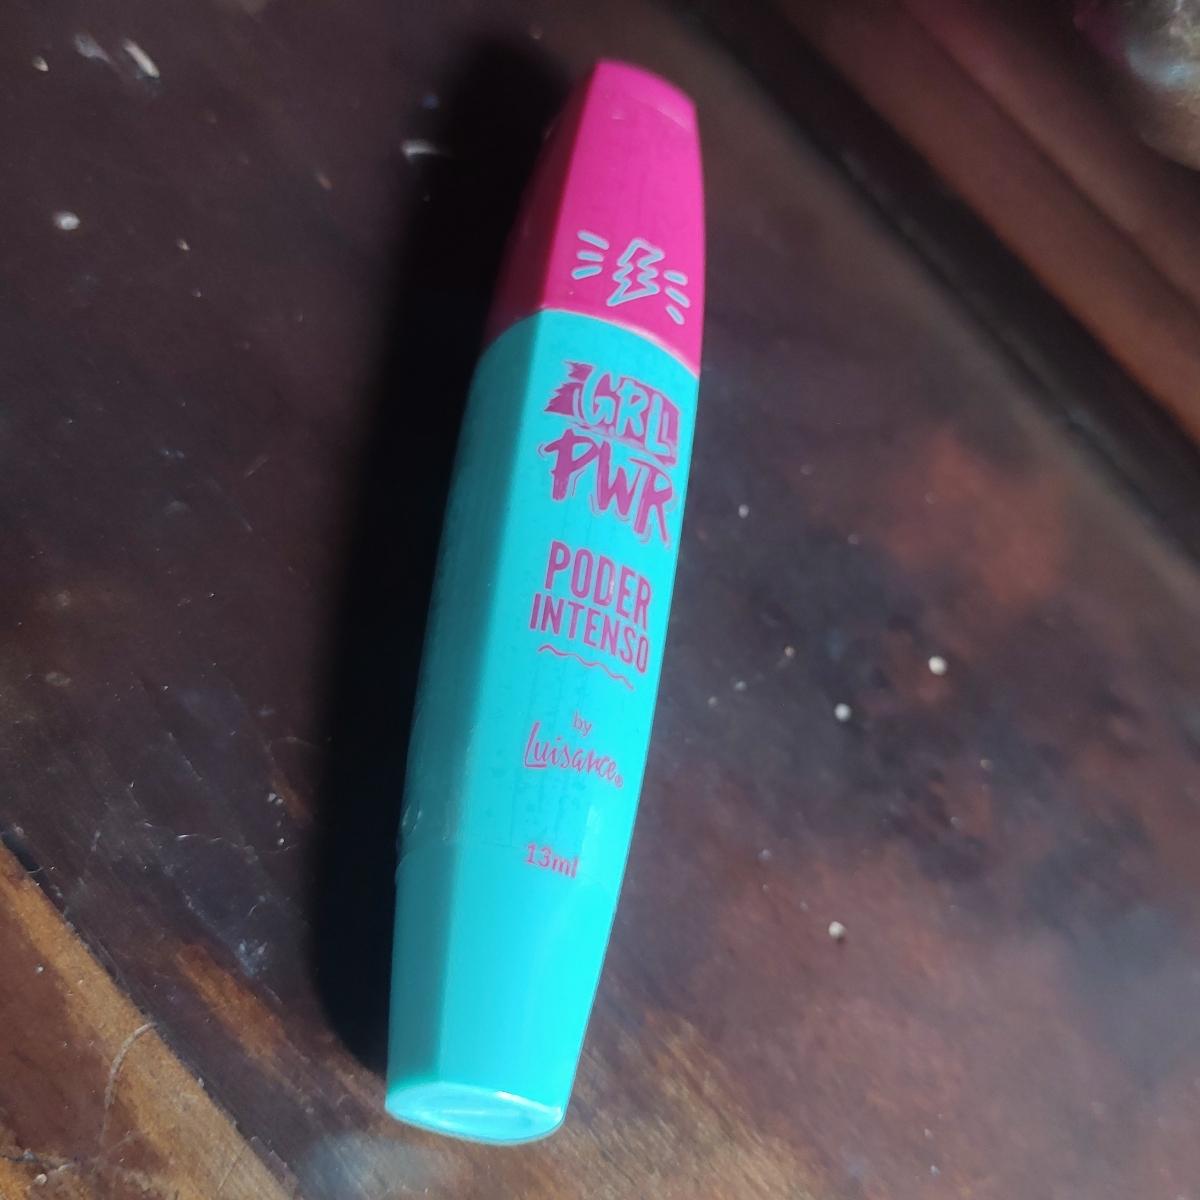 GRL
PWR
PODER
INTENSO
by
Luisance®
13ml